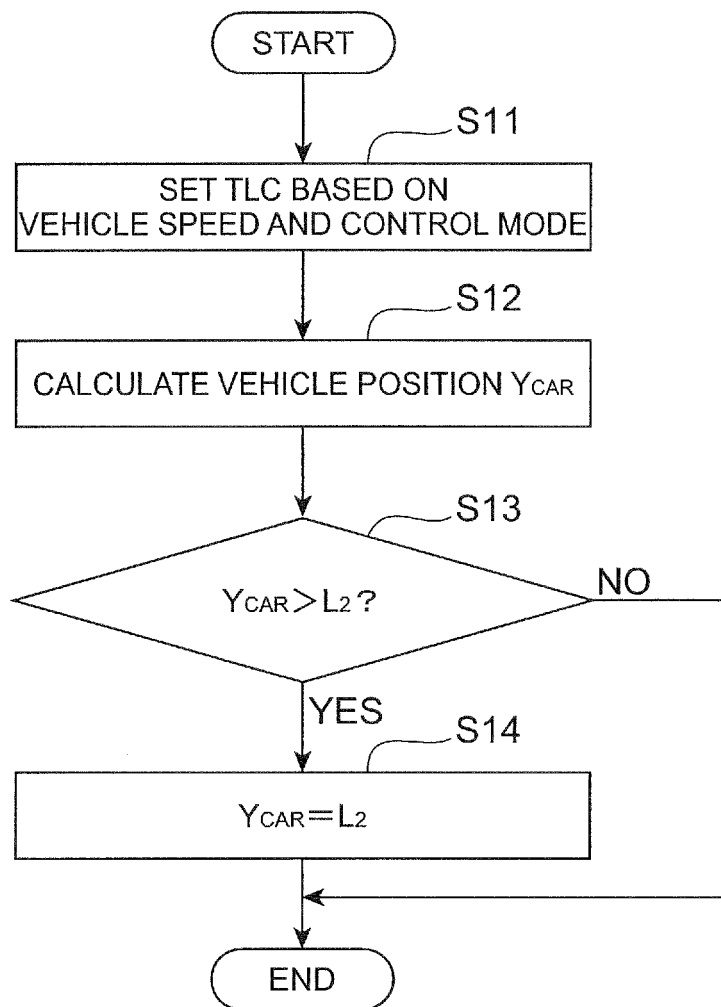 START
S11
SET TLC BASED ON
VEHICLE SPEED AND CONTROL MODE
S12
CALCULATE VEHICLE POSITION YCAR
S13
YCAR>L2?
NO
YES
S14
YCAR=L2
END